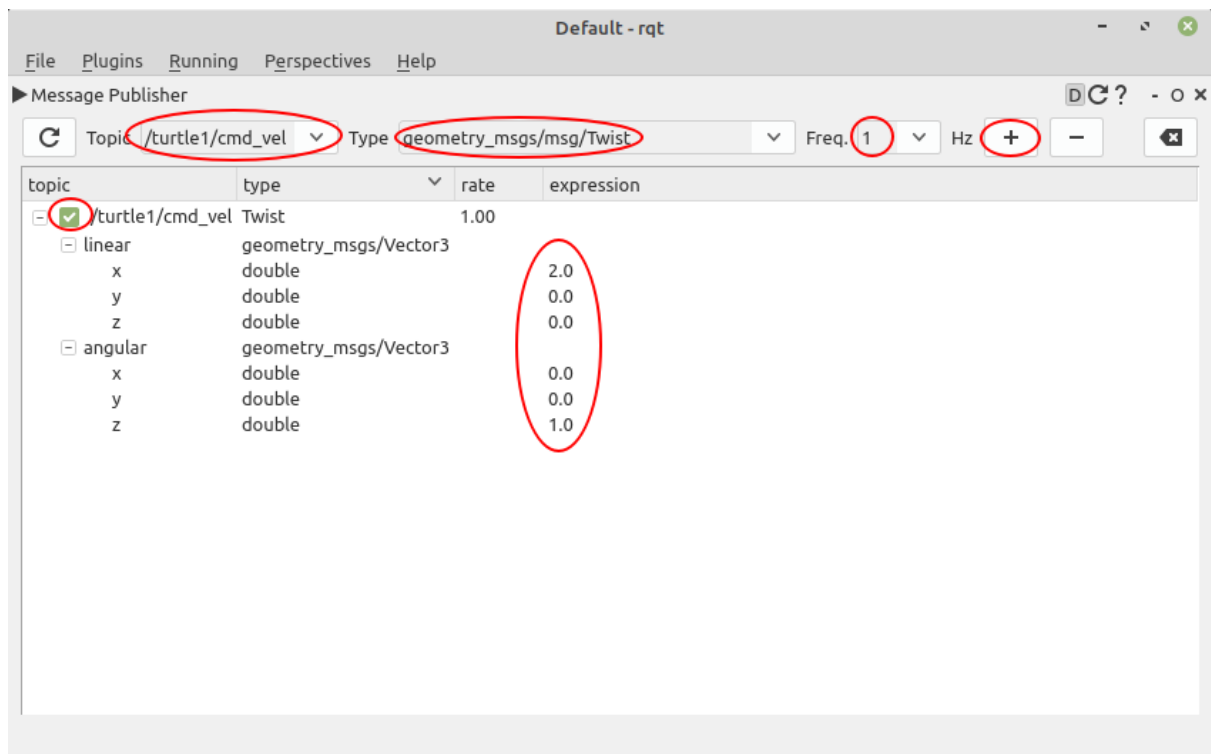 Default - rqt
File Plugins Running Perspectives Help
Message Publisher D C ? - O ×
Topic /turtle1/cmd_vel Type geometry_msgs/msg/Twist Freq. 1 Hz + −
topic type rate expression
/turtle1/cmd_vel Twist 1.00
linear geometry_msgs/Vector3
x double 2.0
y double 0.0
z double 0.0
angular geometry_msgs/Vector3
x double 0.0
y double 0.0
z double 1.0